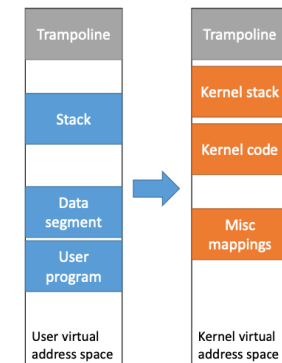 Trampoline
Stack
Data
segment
User
program
User virtual
address space
Trampoline
Kernel stack
Kernel code
Misc
mappings
Kernel virtual
address space